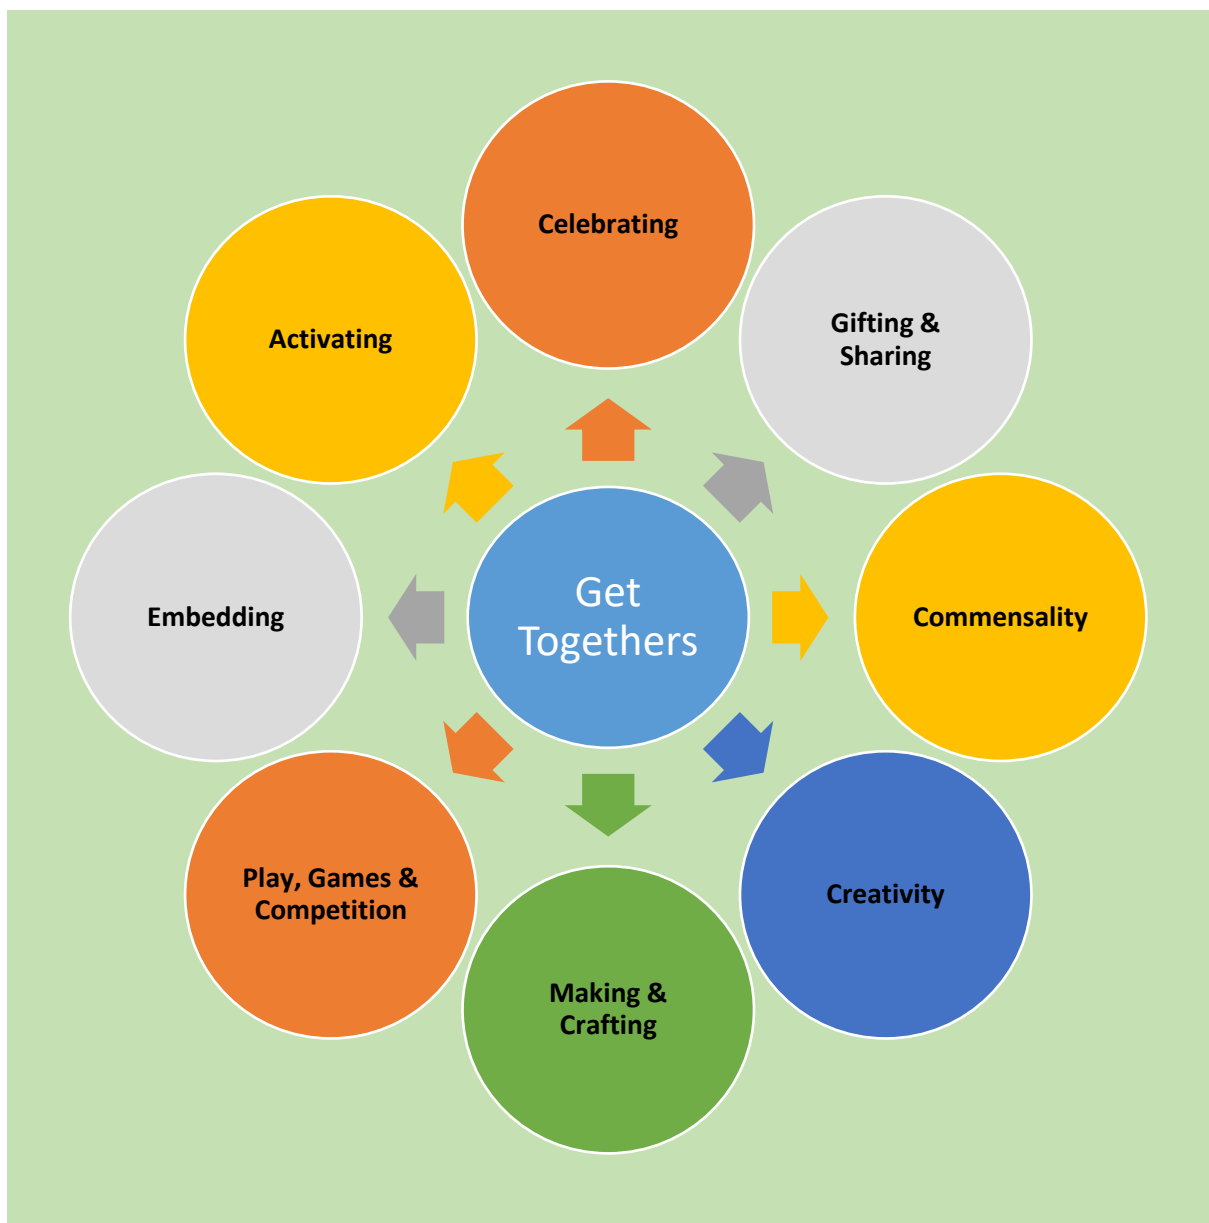 Celebrating
Gifting &
Sharing
Commensality
Creativity
Making &
Crafting
Play, Games &
Competition
Embedding
Activating
Get
Togethers